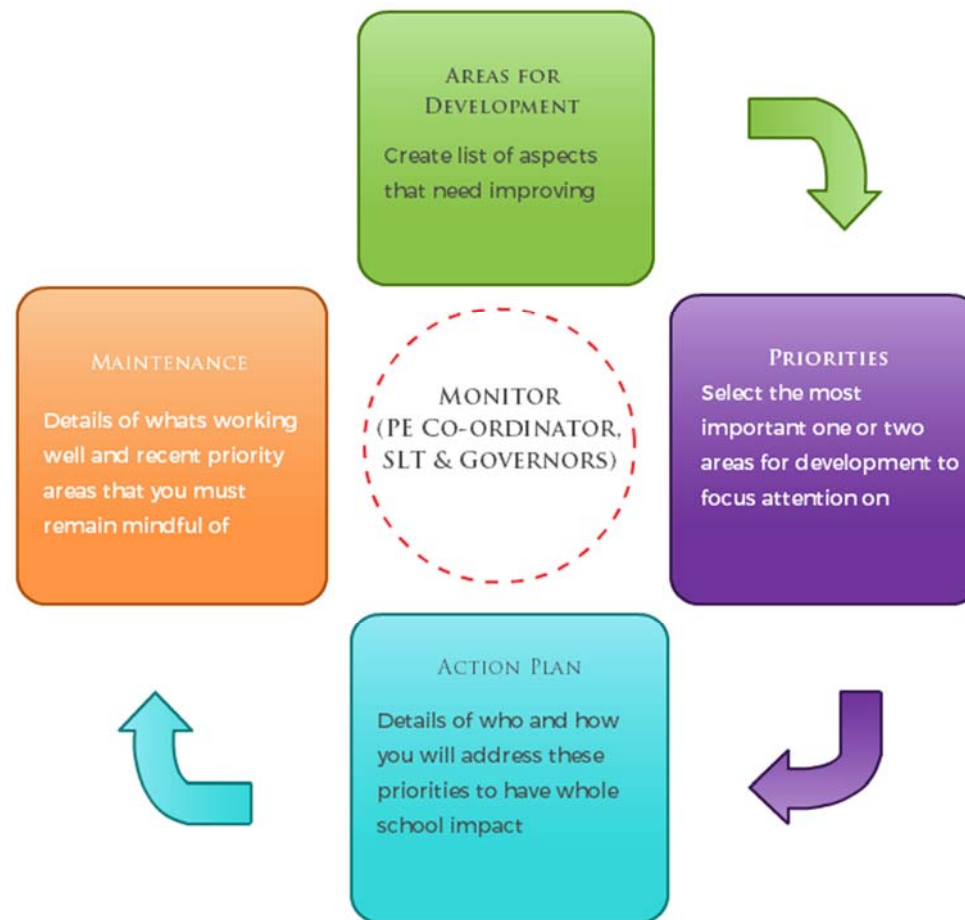 AREAS FOR
DEVELOPMENT
Create list of aspects
that need improving
PRIORITIES
Select the most
important one or two
areas for development to
focus attention on
ACTION PLAN
Details of who and how
you will address these
priorities to have whole
school impact
MAINTENANCE
Details of whats working
well and recent priority
areas that you must
remain mindful of
MONITOR
(PE CO-ORDINATOR,
SLT & GOVERNORS)